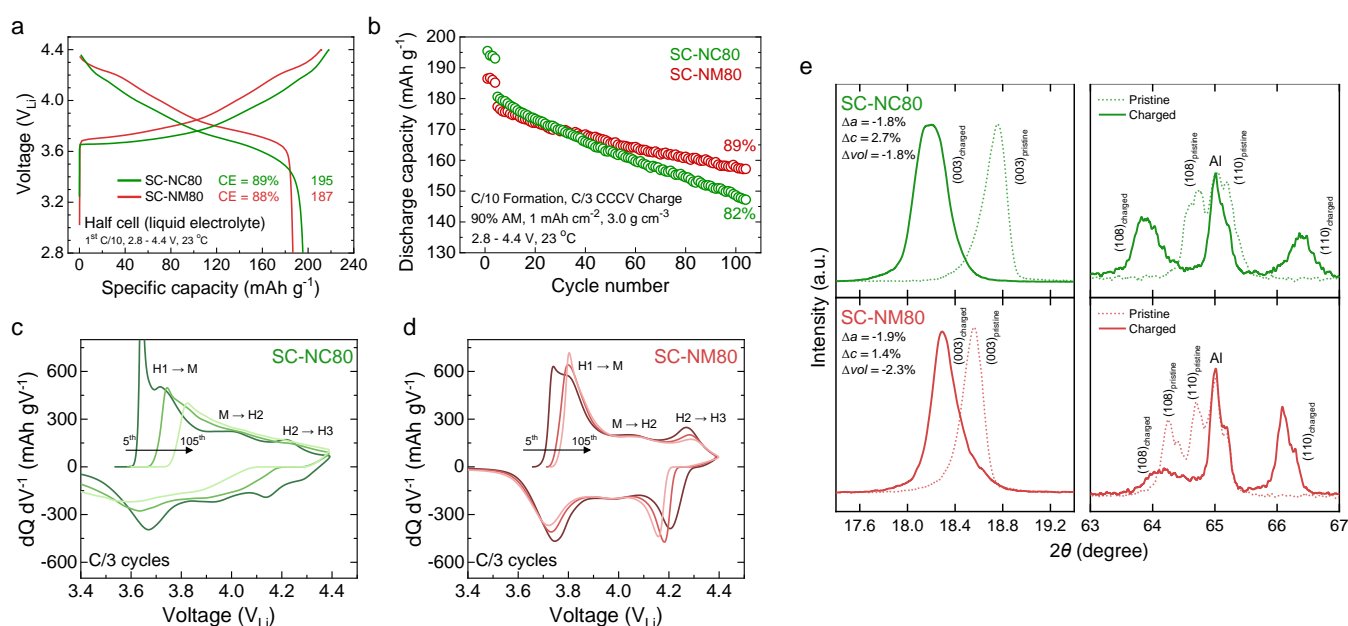 a
Voltage (V_Li)
4.4
4.0
3.6
3.2
2.8
SC-NC80 CE = 89% 195
SC-NM80 CE = 88% 187
Half cell (liquid electrolyte)
1st C/10, 2.8 - 4.4 V, 23 °C
0 40 80 120 160 200 240
Specific capacity (mAh g⁻¹)
b
Discharge capacity (mAh g⁻¹)
200
190
180
170
160
150
140
130
SC-NC80
SC-NM80
89%
82%
C/10 Formation, C/3 CCCV Charge
90% AM, 1 mAh cm⁻², 3.0 g cm⁻³
2.8 - 4.4 V, 23 °C
0 20 40 60 80 100
Cycle number
c
dQ dV⁻¹ (mAh gV⁻¹)
600
300
0
-300
-600
SC-NC80
H1 → M
M → H2
H2 → H3
5th 105th
C/3 cycles
3.4 3.6 3.8 4.0 4.2 4.4
Voltage (V_Li)
d
dQ dV⁻¹ (mAh gV⁻¹)
600
300
0
-300
-600
SC-NM80
H1 → M
M → H2
H2 → H3
5th 105th
C/3 cycles
3.4 3.6 3.8 4.0 4.2 4.4
Voltage (V_Li)
e
Intensity (a.u.)
SC-NC80
Δa = -1.8%
Δc = 2.7%
Δvol = -1.8%
(003)charged
(003)pristine
Pristine
Charged
(108)charged
(108)pristine
Al
(110)pristine
(110)charged
SC-NM80
Δa = -1.9%
Δc = 1.4%
Δvol = -2.3%
(003)charged
(003)pristine
Pristine
Charged
(108)charged
(108)pristine
(110)pristine
Al
(110)charged
17.6 18.0 18.4 18.8 19.2
63 64 65 66 67
2θ (degree)